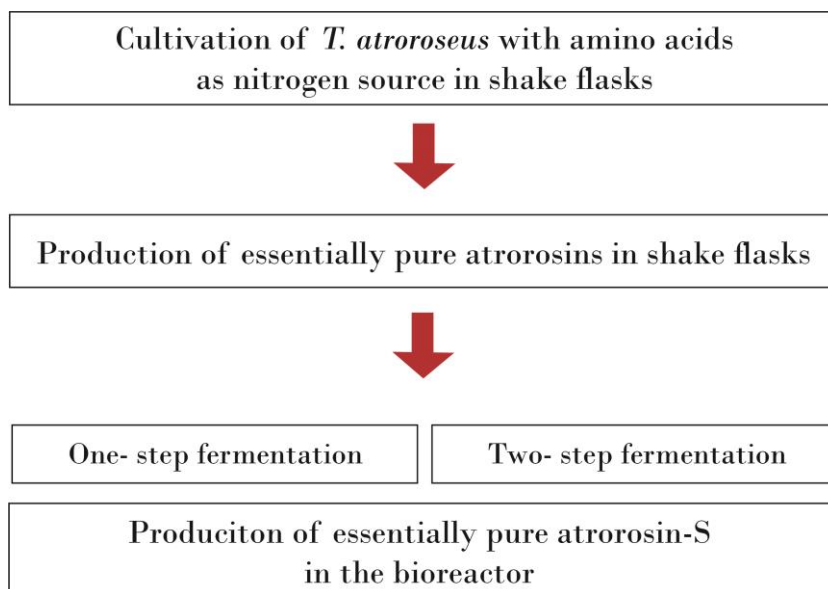 Cultivation of T. atroroseus with amino acids
as nitrogen source in shake flasks
Production of essentially pure atrorosins in shake flasks
One- step fermentation
Two- step fermentation
Produciton of essentially pure atrorosin-S
in the bioreactor